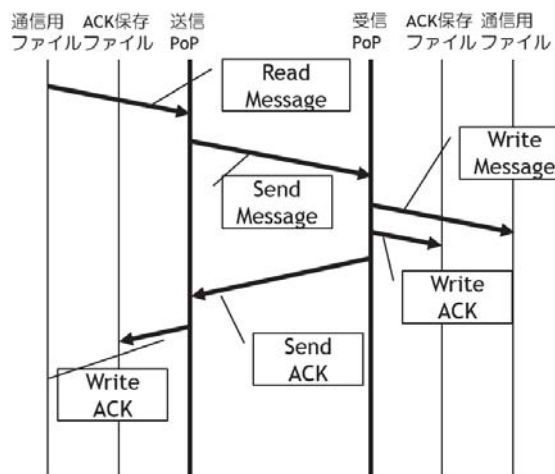 通信用 ACK保存 送信 受信 ACK保存 通信用
ファイル ファイル PoP PoP ファイル ファイル
Read
Message
Write
Message
Send
Message
Write
ACK
Send
ACK
Write
ACK